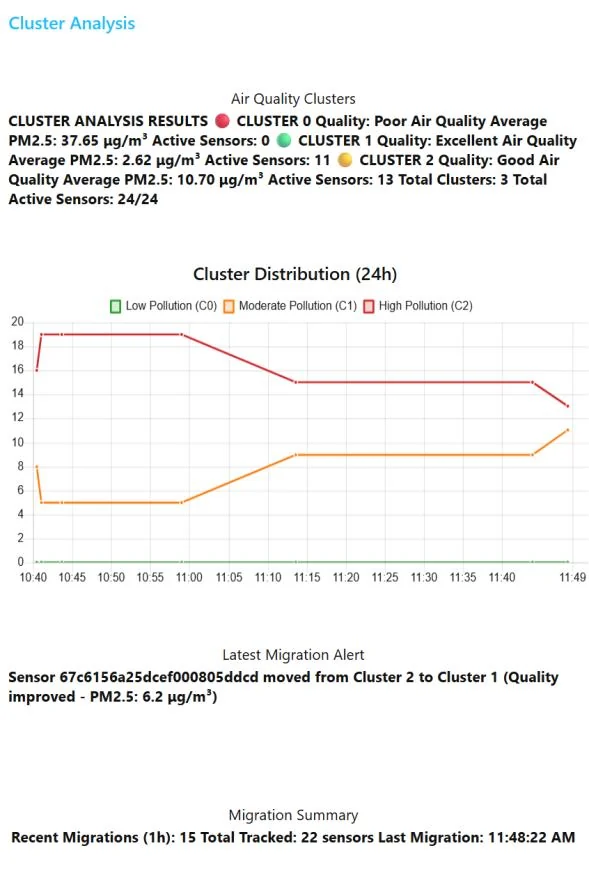 Cluster Analysis
Air Quality Clusters
CLUSTER ANALYSIS RESULTS 🔴 CLUSTER 0 Quality: Poor Air Quality Average
PM2.5: 37.65 µg/m³ Active Sensors: 0 🟢 CLUSTER 1 Quality: Excellent Air Quality
Average PM2.5: 2.62 µg/m³ Active Sensors: 11 🟡 CLUSTER 2 Quality: Good Air
Quality Average PM2.5: 10.70 µg/m³ Active Sensors: 13 Total Clusters: 3 Total
Active Sensors: 24/24
Cluster Distribution (24h)
Low Pollution (C0) Moderate Pollution (C1) High Pollution (C2)
20
18
16
14
12
10
8
6
4
2
0
10:40 10:45 10:50 10:55 11:00 11:05 11:10 11:15 11:20 11:25 11:30 11:35 11:40 11:49
Latest Migration Alert
Sensor 67c6156a25dcef000805ddcd moved from Cluster 2 to Cluster 1 (Quality
improved - PM2.5: 6.2 µg/m³)
Migration Summary
Recent Migrations (1h): 15 Total Tracked: 22 sensors Last Migration: 11:48:22 AM